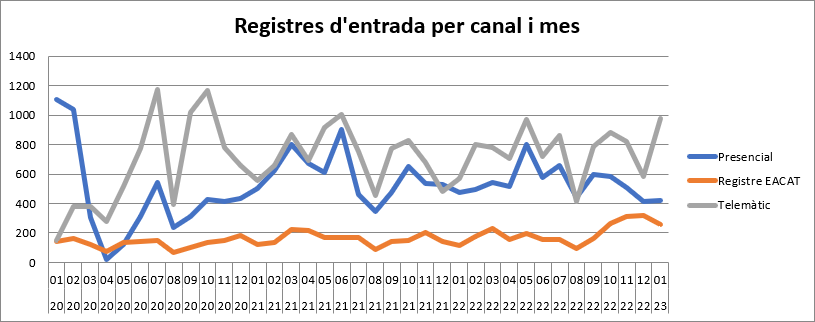 Registres d'entrada per canal i mes
1400
1200
1000
800
600
400
200
0
Presencial
Registre EACAT
Telemàtic
01 02 03 04 05 06 07 08 09 10 11 12 01 02 03 04 05 06 07 08 09 10 11 12 01 02 03 04 05 06 07 08 09 10 11 12 01
20 20 20 20 20 20 20 20 20 20 20 20 21 21 21 21 21 21 21 21 21 21 21 21 22 22 22 22 22 22 22 22 22 22 22 22 23